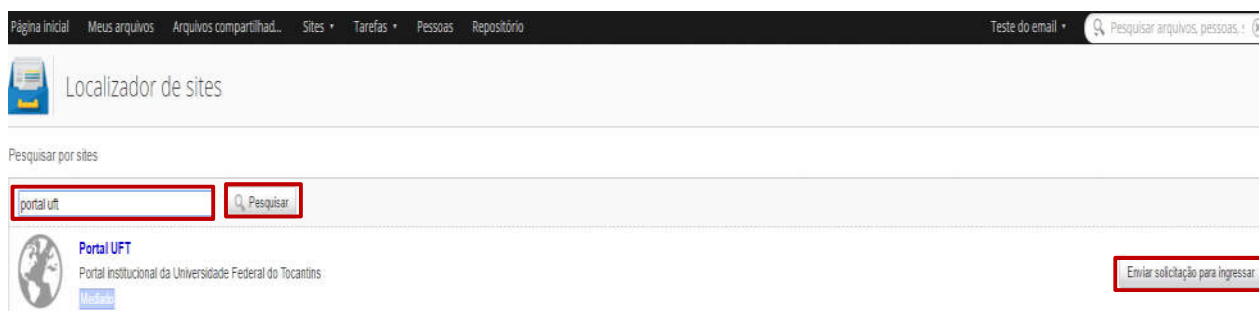 Página inicial Meus arquivos Arquivos compartilhad... Sites Tarefas Pessoas Repositório Teste do email Pesquisar arquivos, pessoas, s
Localizador de sites
Pesquisar por sites
portal uft Pesquisar
Portal UFT
Portal institucional da Universidade Federal do Tocantins
Enviar solicitação para ingressar
Mediado